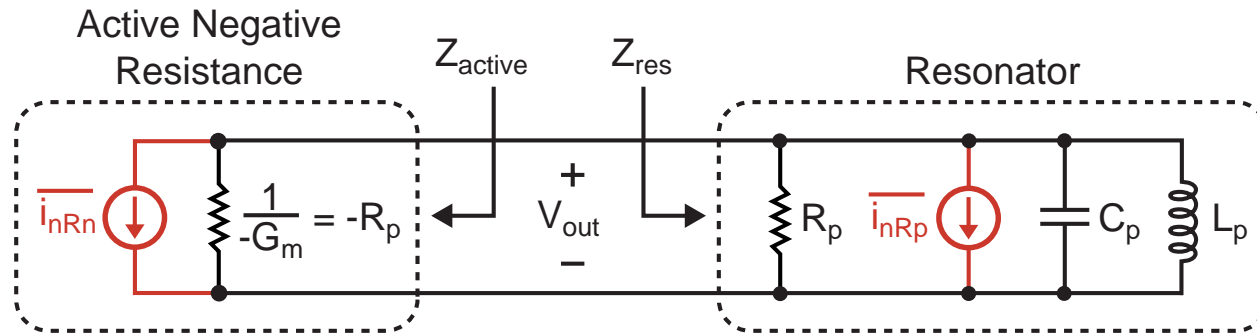 Active Negative
Resistance
Z_active
Z_res
Resonator
i_nRn
1/-G_m = -R_p
+
V_out
−
R_p
i_nRp
C_p
L_p